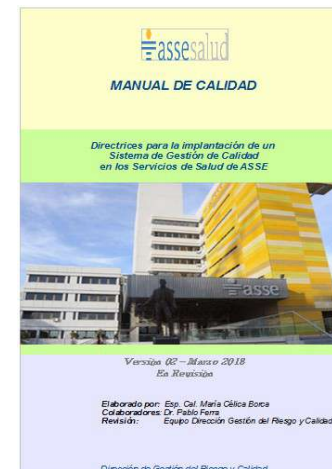 assesalud
MANUAL DE CALIDAD
Directrices para la implantación de un
Sistema de Gestión de Calidad
en los Servicios de Salud de ASSE
asse
Versión 02 – Marzo 2018
En Revisión
Elaborado por: Esp. Cal. María Célica Borca
Colaboradores: Dr. Pablo Ferra
Revisión: Equipo Dirección Gestión del Riesgo y Calidad
Dirección de Gestión del Riesgo y Calidad